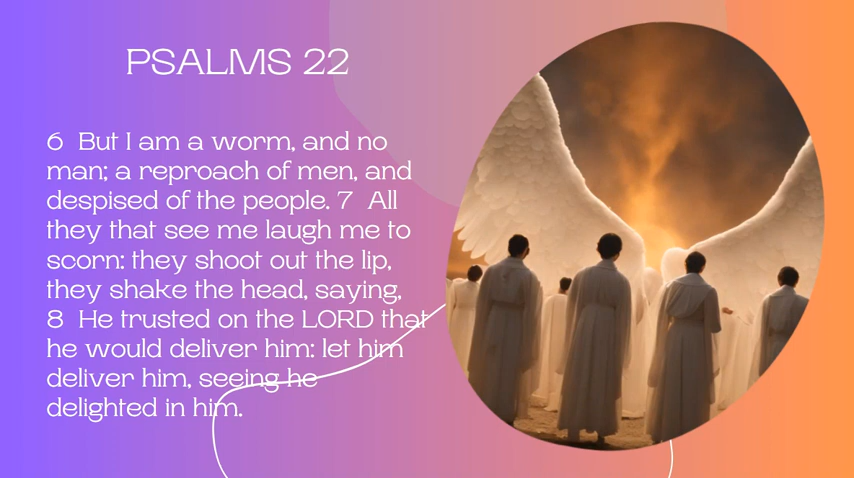 PSALMS 22
6 But I am a worm, and no
man; a reproach of men, and
despised of the people. 7 All
they that see me laugh me to
scorn: they shoot out the lip,
they shake the head, saying,
8 He trusted on the LORD that
he would deliver him: let him
deliver him, seeing he
delighted in him.